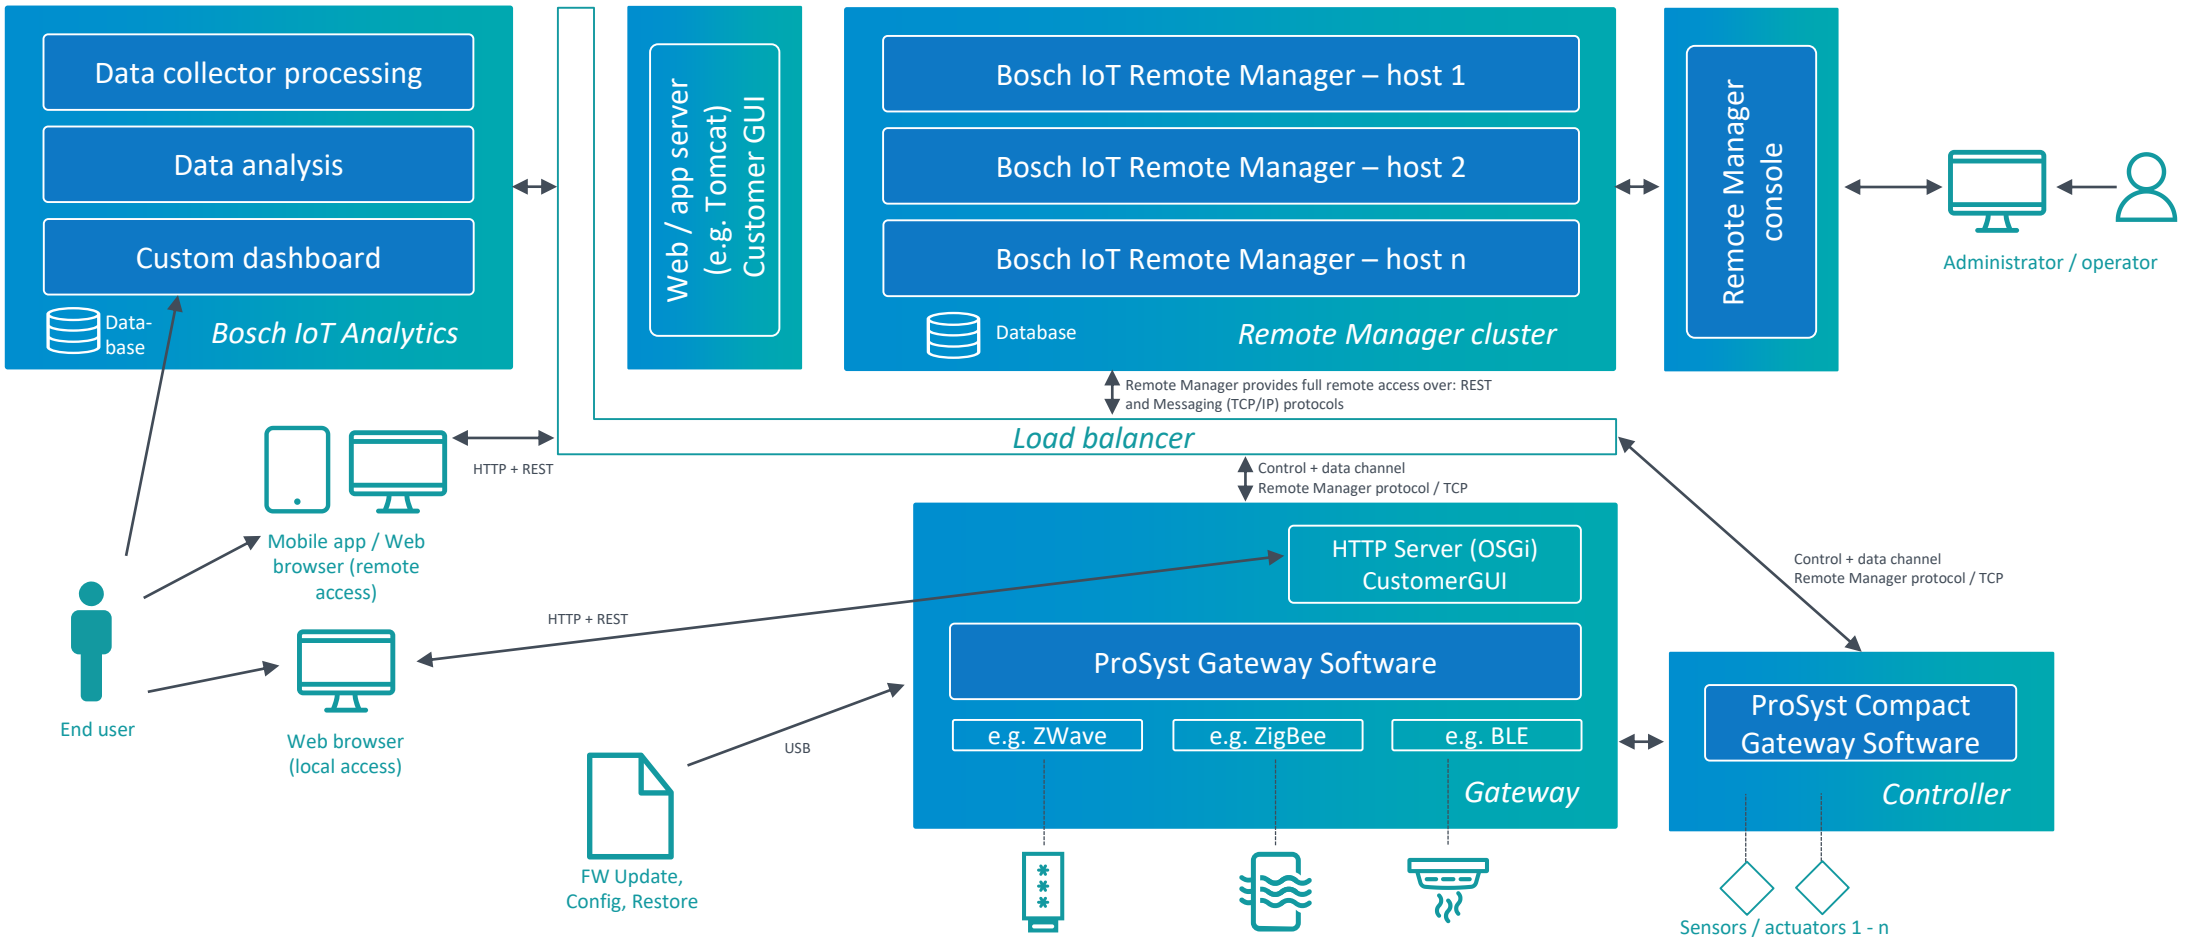 Data collector processing
Data analysis
Custom dashboard
Data-
base
Bosch IoT Analytics
Web / app server
(e.g. Tomcat)
Customer GUI
Bosch IoT Remote Manager – host 1
Bosch IoT Remote Manager – host 2
Bosch IoT Remote Manager – host n
Database
Remote Manager cluster
Remote Manager
console
Administrator / operator
Remote Manager provides full remote access over: REST
and Messaging (TCP/IP) protocols
Load balancer
HTTP + REST
Control + data channel
Remote Manager protocol / TCP
Mobile app / Web
browser (remote
access)
HTTP Server (OSGi)
CustomerGUI
Control + data channel
Remote Manager protocol / TCP
HTTP + REST
ProSyst Gateway Software
End user
Web browser
(local access)
USB
e.g. ZWave
e.g. ZigBee
e.g. BLE
Gateway
ProSyst Compact
Gateway Software
Controller
FW Update,
Config, Restore
Sensors / actuators 1 - n